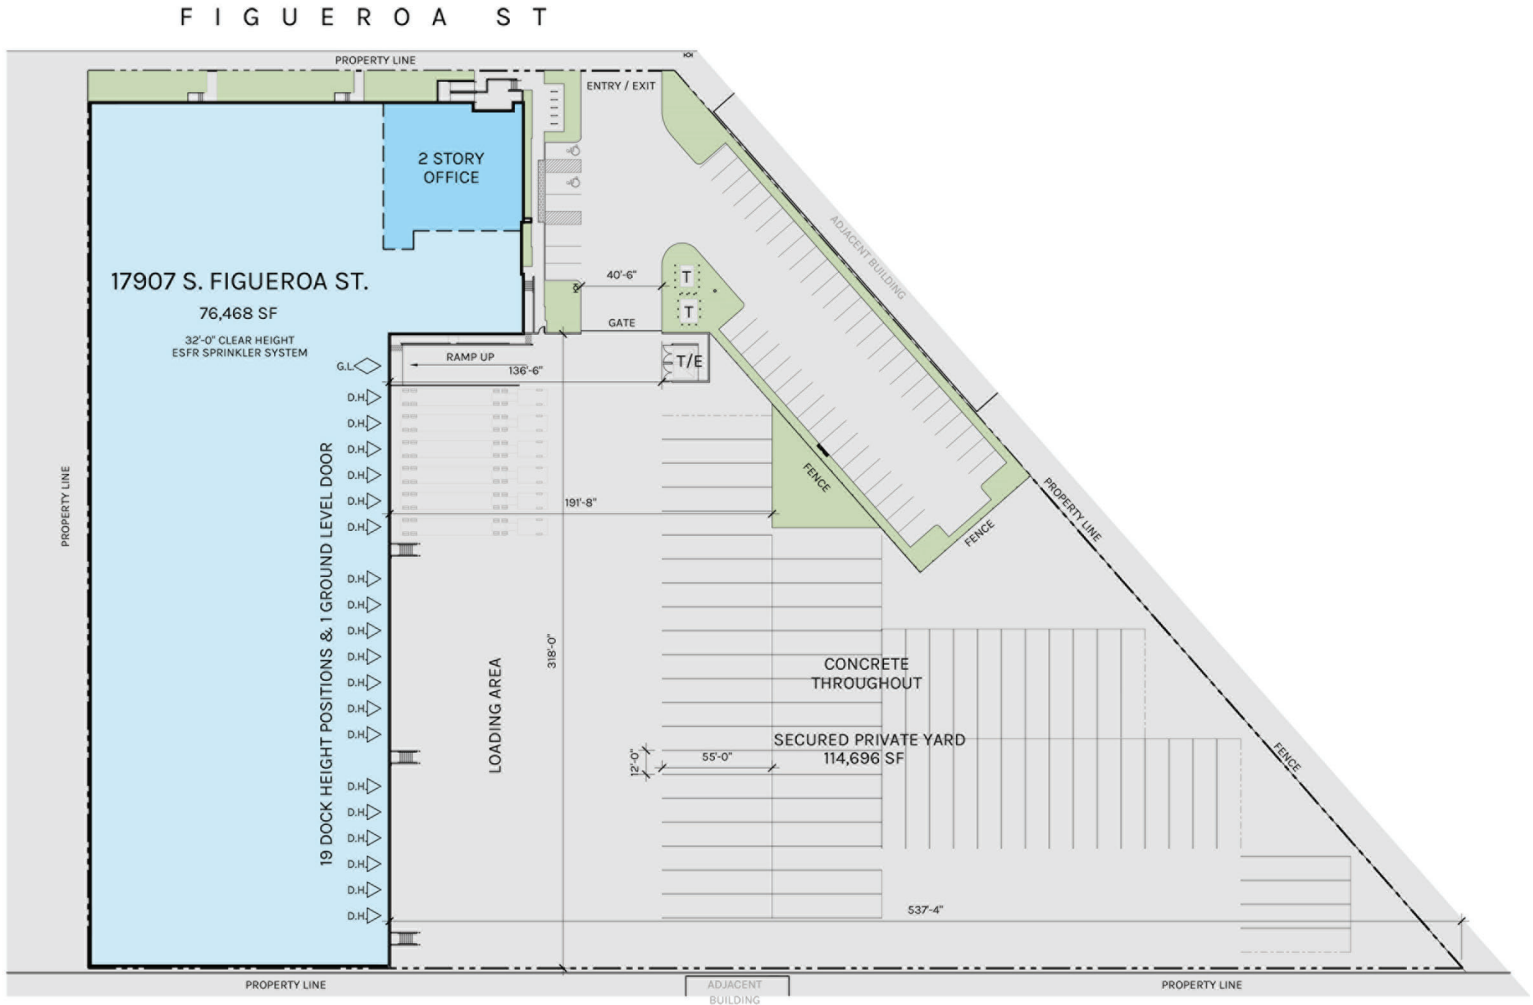 FIGUEROA ST
PROPERTY LINE
ENTRY / EXIT
2 STORY
OFFICE
ADJACENT BUILDING
17907 S. FIGUEROA ST.
76,468 SF
32'-0" CLEAR HEIGHT
ESFR SPRINKLER SYSTEM
40'-6"
T
T
GATE
G.L.
RAMP UP
136'-6"
T/E
D.H.
D.H.
D.H.
D.H.
D.H.
D.H.
191'-8"
FENCE
FENCE
PROPERTY LINE
PROPERTY LINE
19 DOCK HEIGHT POSITIONS & 1 GROUND LEVEL DOOR
D.H.
D.H.
D.H.
D.H.
D.H.
D.H.
D.H.
LOADING AREA
318'-0"
CONCRETE
THROUGHOUT
SECURED PRIVATE YARD
114,696 SF
12'-0"
55'-0"
FENCE
D.H.
D.H.
D.H.
D.H.
D.H.
D.H.
537'-4"
PROPERTY LINE
ADJACENT
BUILDING
PROPERTY LINE